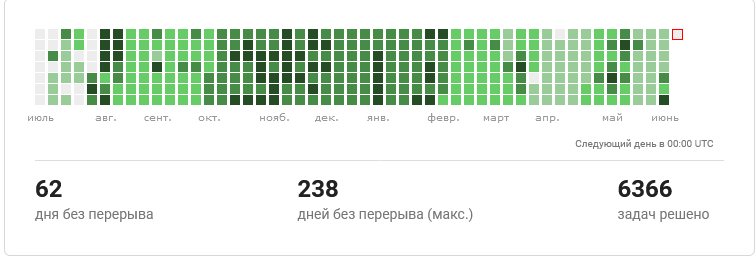 июль авг. сент. окт. нояб. дек. янв. февр. март апр. май июнь
Следующий день в 00:00 UTC
62 238 6366
дня без перерыва дней без перерыва (макс.) задач решено